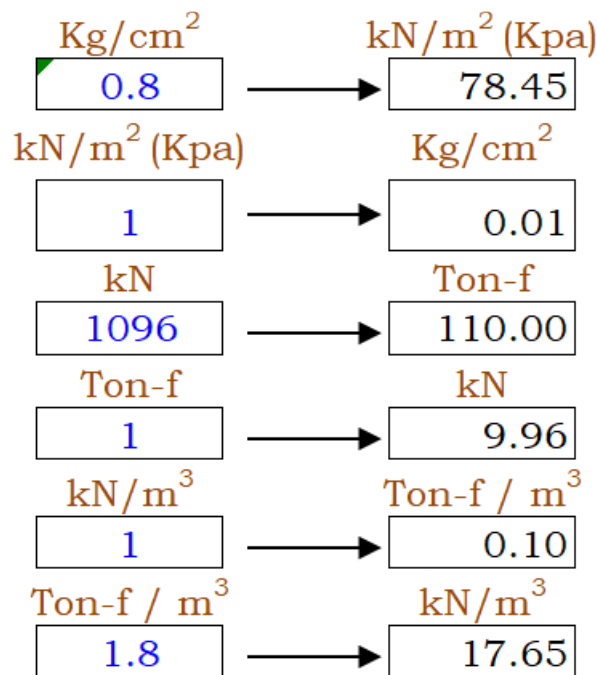 Kg/cm² kN/m² (Kpa)
0.8 78.45
kN/m² (Kpa) Kg/cm²
1 0.01
kN Ton-f
1096 110.00
Ton-f kN
1 9.96
kN/m³ Ton-f / m³
1 0.10
Ton-f / m³ kN/m³
1.8 17.65